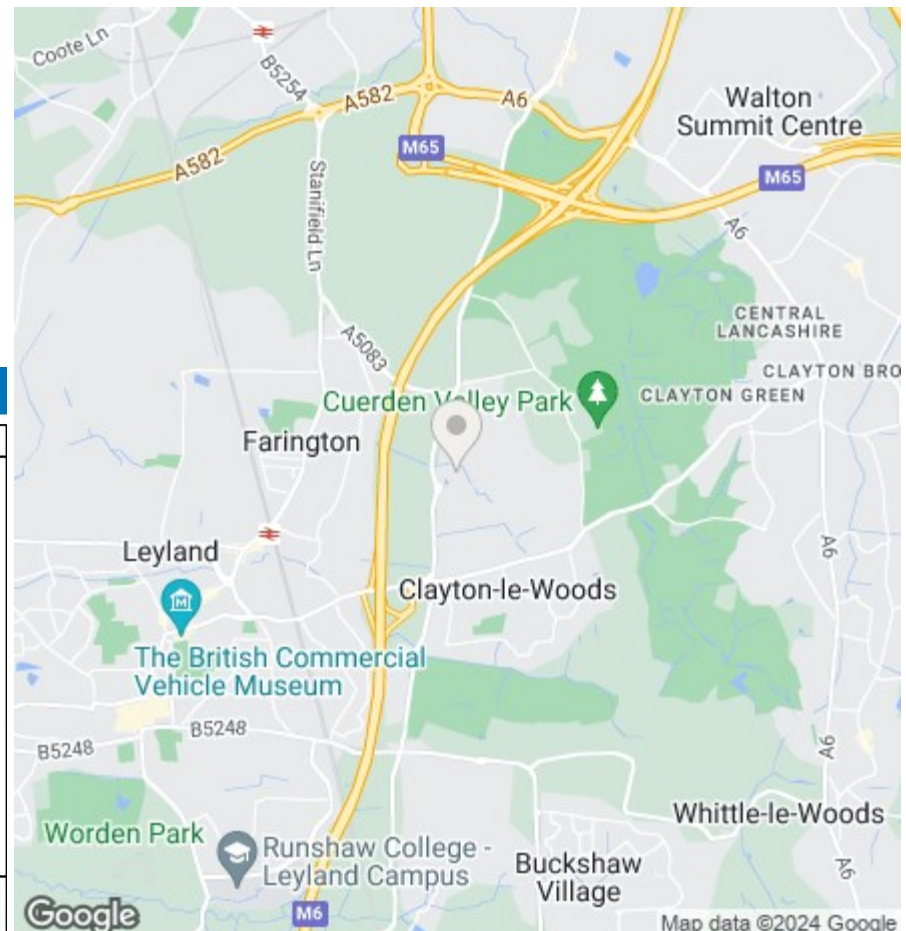 Coote Ln
B5254
A582
A6
Walton
Summit Centre
M65
A582
M65
Stanifield Ln
A6
CENTRAL
LANCASHIRE
A5083
CLAYTON BRO
Cuerden Valley Park
CLAYTON GREEN
Farington
Leyland
A6
Clayton-le-Woods
The British Commercial
Vehicle Museum
B5248
B5248
A6
Whittle-le-Woods
Worden Park
Runshaw College -
Leyland Campus
Buckshaw
Village
A6
M6
Google
Map data ©2024 Google